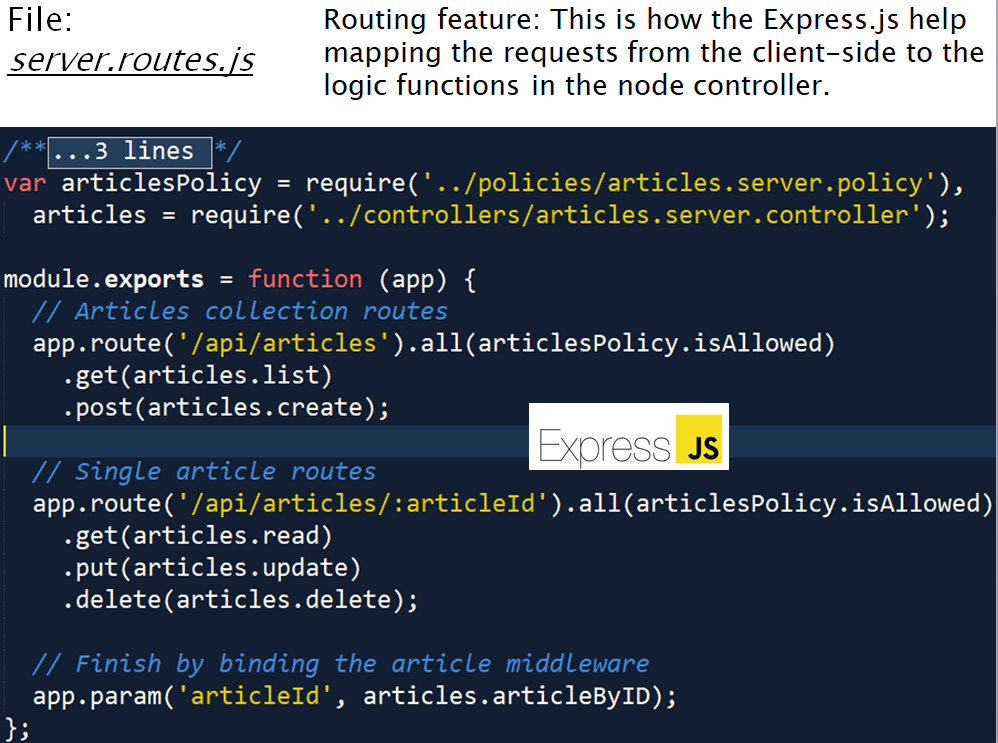 File:
server.routes.js
Routing feature: This is how the Express.js help
mapping the requests from the client-side to the
logic functions in the node controller.
/**...3 lines */
var articlesPolicy = require('../policies/articles.server.policy'),
  articles = require('../controllers/articles.server.controller');

module.exports = function (app) {
  // Articles collection routes
  app.route('/api/articles').all(articlesPolicy.isAllowed)
    .get(articles.list)
    .post(articles.create);
Express JS
  // Single article routes
  app.route('/api/articles/:articleId').all(articlesPolicy.isAllowed)
    .get(articles.read)
    .put(articles.update)
    .delete(articles.delete);

  // Finish by binding the article middleware
  app.param('articleId', articles.articleByID);
};